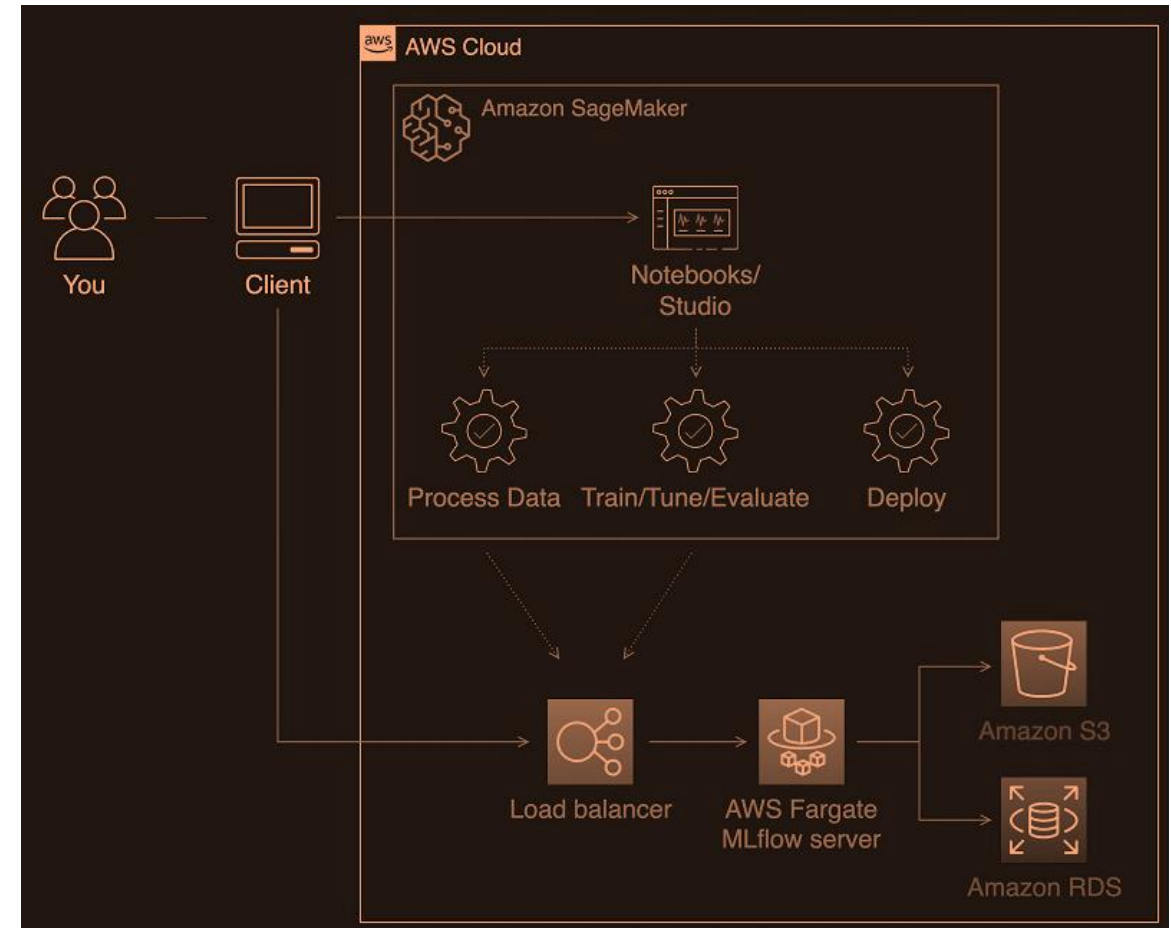 aws
AWS Cloud
Amazon SageMaker
You
Client
Notebooks/
Studio
Process Data
Train/Tune/Evaluate
Deploy
Load balancer
AWS Fargate
MLflow server
Amazon S3
Amazon RDS